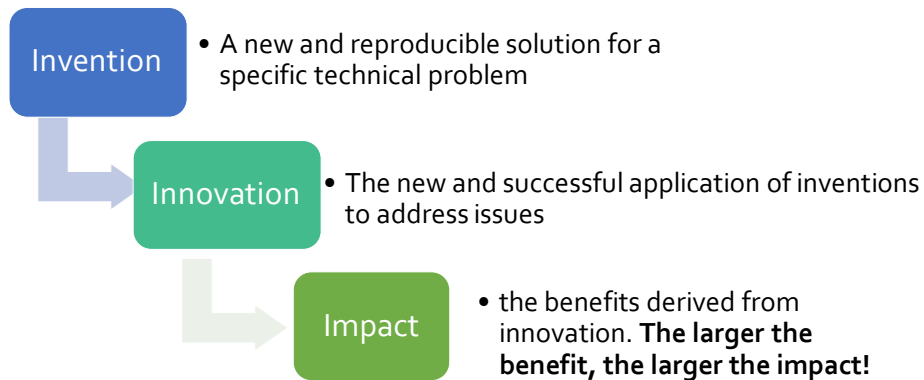 Invention
• A new and reproducible solution for a
specific technical problem
Innovation
• The new and successful application of inventions
to address issues
Impact
• the benefits derived from
innovation. The larger the
benefit, the larger the impact!